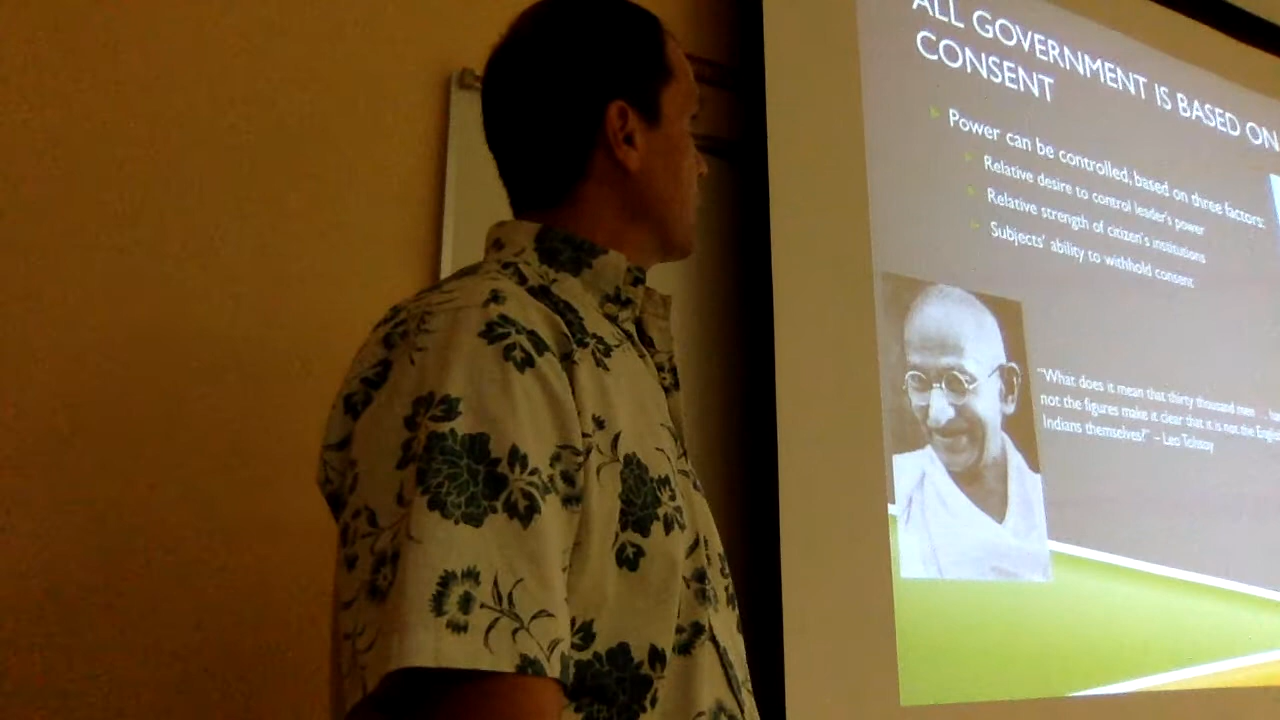 ALL GOVERNMENT IS BASED ON
CONSENT
Power can be controlled, based on three factors:
Relative desire to control leader's power
Relative strength of citizen's institutions
Subjects' ability to withhold consent
"What does it mean that thirty thousand men
not the figures make it clear that it is not the
Indians themselves?" – Leo Tolstoy